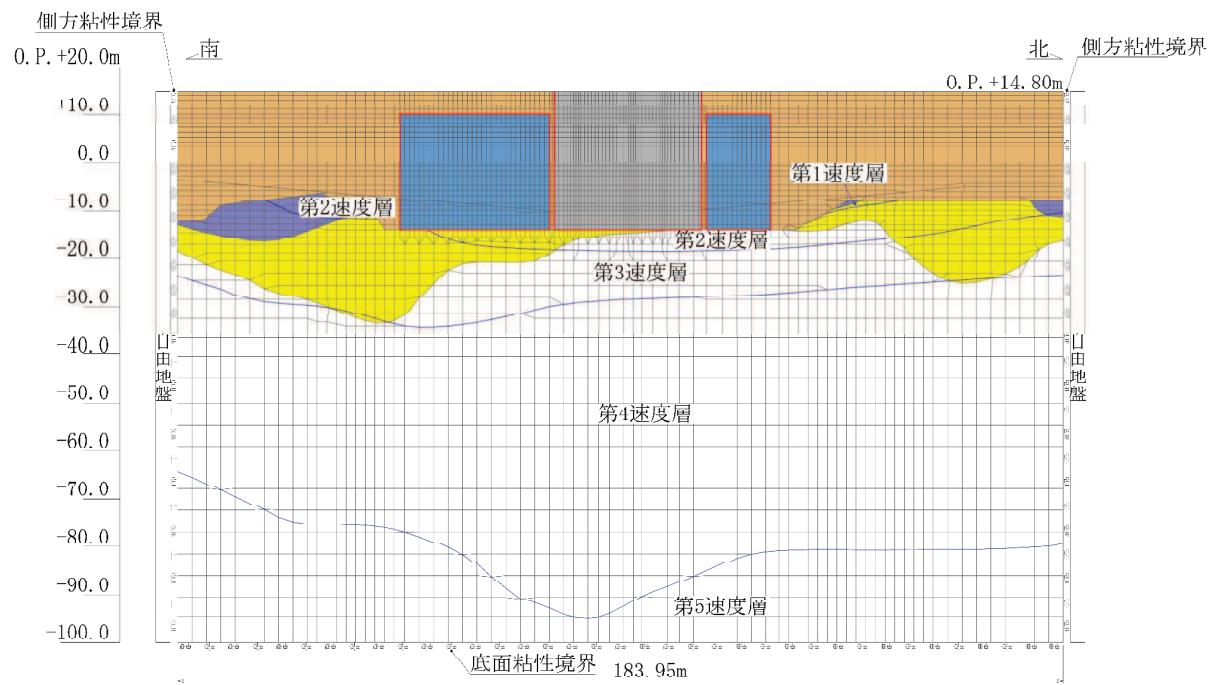 側方粘性境界
O.P.+20.0m
南
北
側方粘性境界
O.P.+14.80m
+10.0
0.0
-10.0
-20.0
-30.0
-40.0
-50.0
-60.0
-70.0
-80.0
-90.0
-100.0
第1速度層
第2速度層
第2速度層
第3速度層
自由地盤
自由地盤
第4速度層
第5速度層
底面粘性境界
183.95m